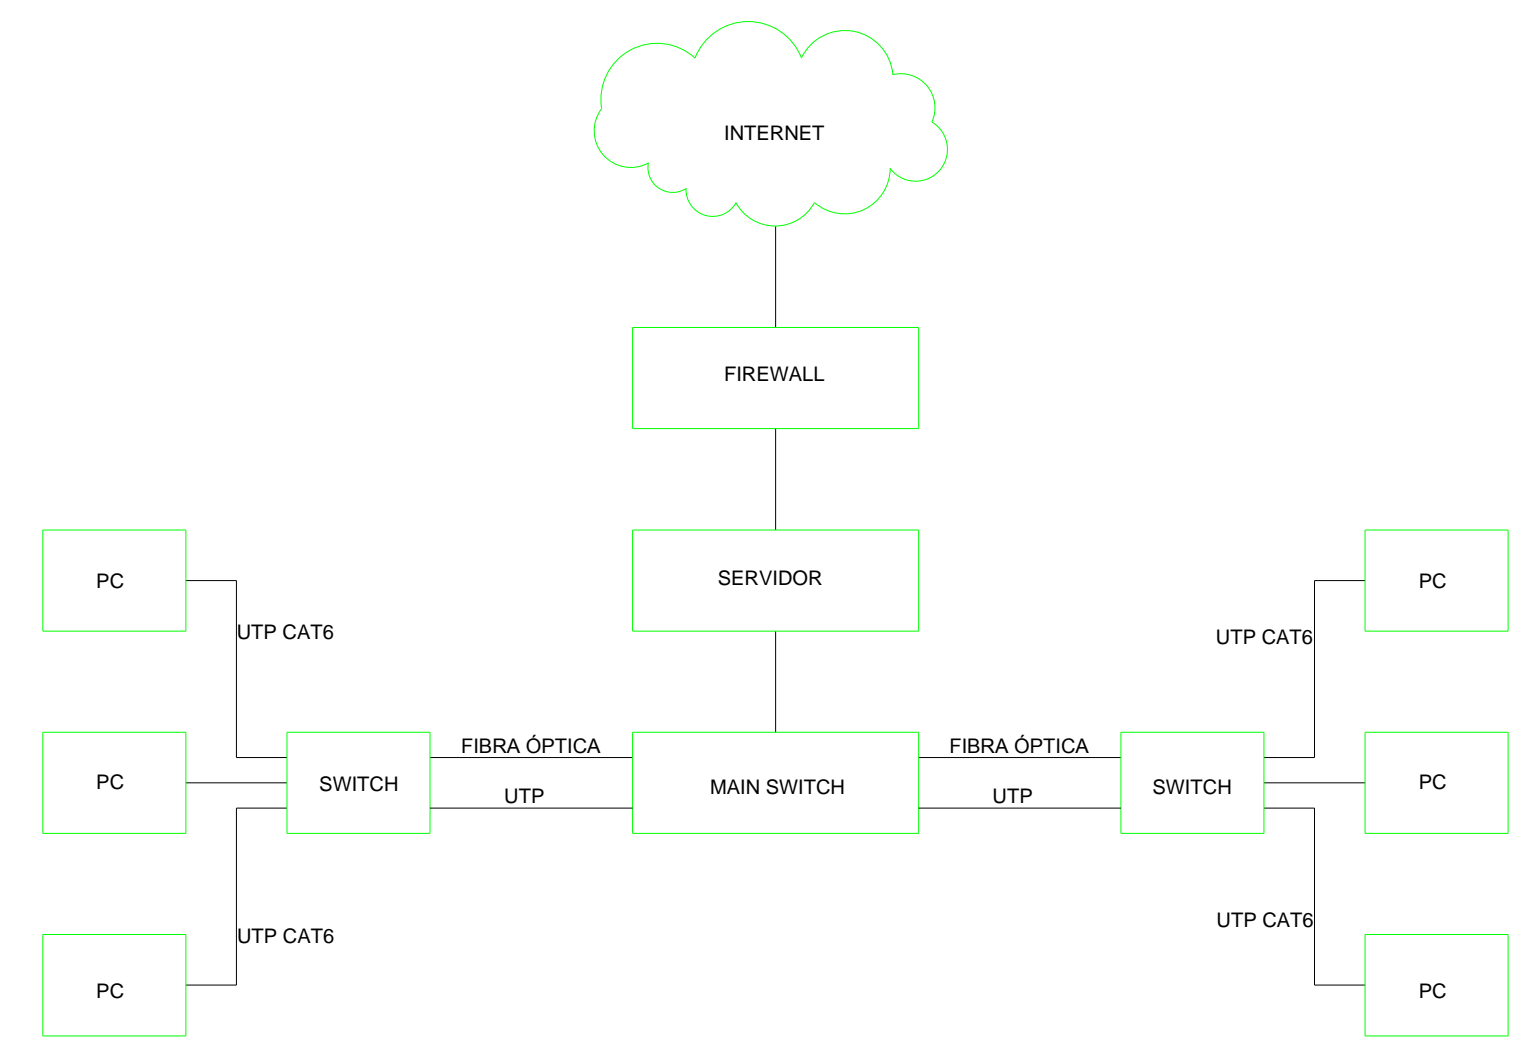 INTERNET
FIREWALL
SERVIDOR
PC
PC
UTP CAT6
UTP CAT6
FIBRA ÓPTICA
FIBRA ÓPTICA
PC
SWITCH
MAIN SWITCH
SWITCH
PC
UTP
UTP
UTP CAT6
UTP CAT6
PC
PC